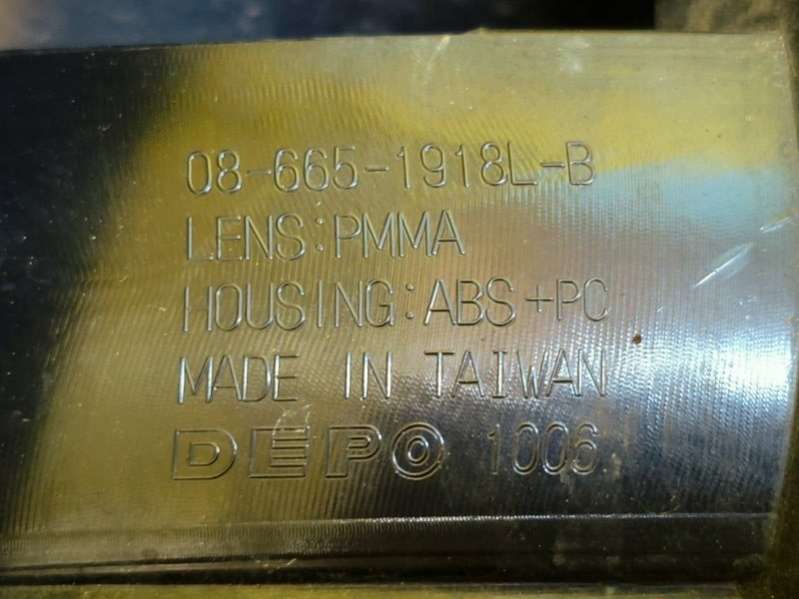 08-665-1918L-B
LENS:PMMA
HOUSING:ABS+PC
MADE IN TAIWAN
DEPO 1006